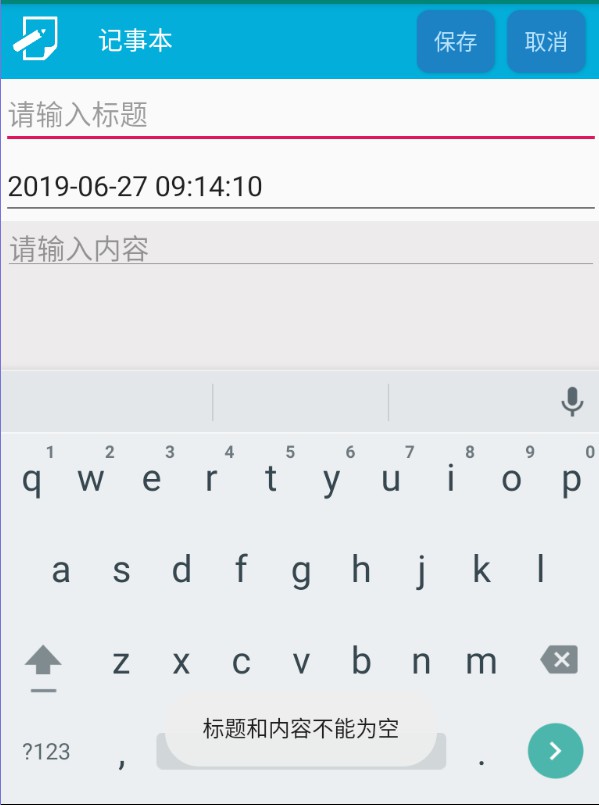 记事本 保存 取消
请输入标题
2019-06-27 09:14:10
请输入内容
1 2 3 4 5 6 7 8 9 0
q w e r t y u i o p
a s d f g h j k l
z x c v b n m
标题和内容不能为空
?123 , .